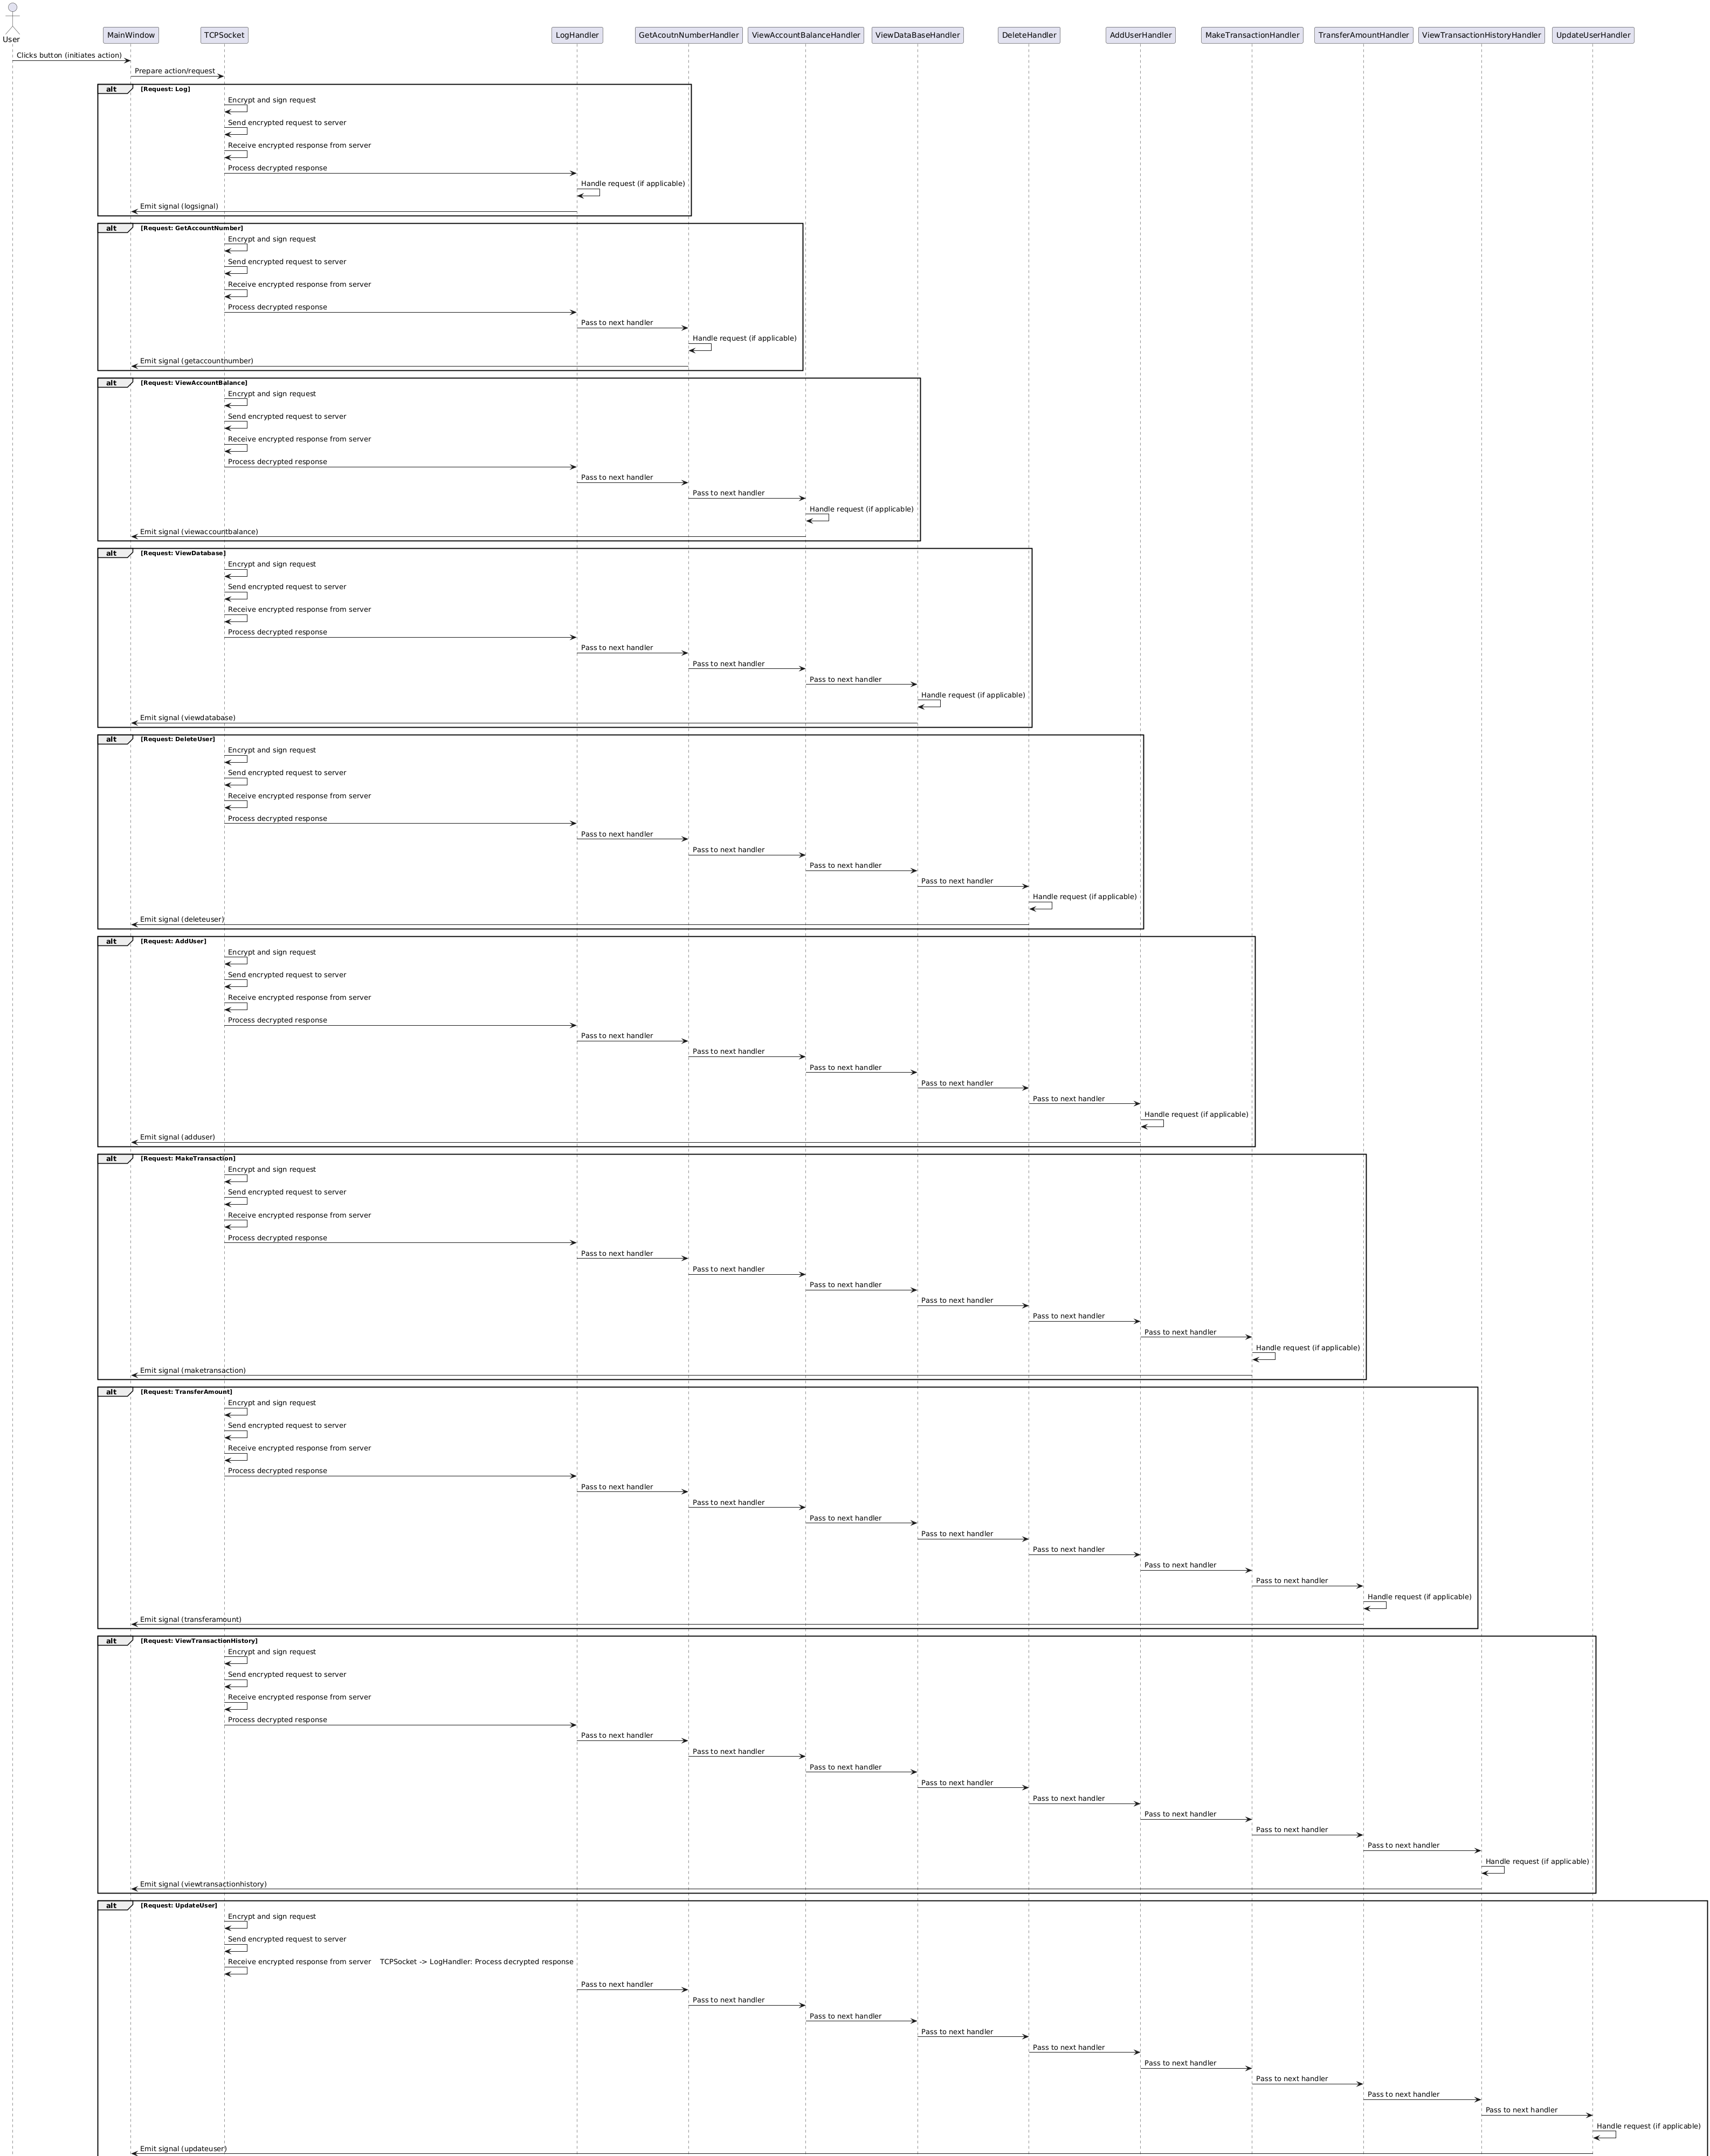 User
MainWindow
TCPSocket
LogHandler
GetAcoutnNumberHandler
ViewAccountBalanceHandler
ViewDataBaseHandler
DeleteHandler
AddUserHandler
MakeTransactionHandler
TransferAmountHandler
ViewTransactionHistoryHandler
UpdateUserHandler
Clicks button (initiates action)
Prepare action/request
alt [Request: Log]
Encrypt and sign request
Send encrypted request to server
Receive encrypted response from server
Process decrypted response
Handle request (if applicable)
Emit signal (logsignal)
alt [Request: GetAccountNumber]
Encrypt and sign request
Send encrypted request to server
Receive encrypted response from server
Process decrypted response
Pass to next handler
Handle request (if applicable)
Emit signal (getaccountnumber)
alt [Request: ViewAccountBalance]
Encrypt and sign request
Send encrypted request to server
Receive encrypted response from server
Process decrypted response
Pass to next handler
Pass to next handler
Handle request (if applicable)
Emit signal (viewaccountbalance)
alt [Request: ViewDatabase]
Encrypt and sign request
Send encrypted request to server
Receive encrypted response from server
Process decrypted response
Pass to next handler
Pass to next handler
Pass to next handler
Handle request (if applicable)
Emit signal (viewdatabase)
alt [Request: DeleteUser]
Encrypt and sign request
Send encrypted request to server
Receive encrypted response from server
Process decrypted response
Pass to next handler
Pass to next handler
Pass to next handler
Pass to next handler
Handle request (if applicable)
Emit signal (deleteuser)
alt [Request: AddUser]
Encrypt and sign request
Send encrypted request to server
Receive encrypted response from server
Process decrypted response
Pass to next handler
Pass to next handler
Pass to next handler
Pass to next handler
Pass to next handler
Handle request (if applicable)
Emit signal (adduser)
alt [Request: MakeTransaction]
Encrypt and sign request
Send encrypted request to server
Receive encrypted response from server
Process decrypted response
Pass to next handler
Pass to next handler
Pass to next handler
Pass to next handler
Pass to next handler
Pass to next handler
Handle request (if applicable)
Emit signal (maketransaction)
alt [Request: TransferAmount]
Encrypt and sign request
Send encrypted request to server
Receive encrypted response from server
Process decrypted response
Pass to next handler
Pass to next handler
Pass to next handler
Pass to next handler
Pass to next handler
Pass to next handler
Pass to next handler
Handle request (if applicable)
Emit signal (transferamount)
alt [Request: ViewTransactionHistory]
Encrypt and sign request
Send encrypted request to server
Receive encrypted response from server
Process decrypted response
Pass to next handler
Pass to next handler
Pass to next handler
Pass to next handler
Pass to next handler
Pass to next handler
Pass to next handler
Pass to next handler
Handle request (if applicable)
Emit signal (viewtransactionhistory)
alt [Request: UpdateUser]
Encrypt and sign request
Send encrypted request to server
Receive encrypted response from server    TCPSocket -> LogHandler: Process decrypted response
Pass to next handler
Pass to next handler
Pass to next handler
Pass to next handler
Pass to next handler
Pass to next handler
Pass to next handler
Pass to next handler
Pass to next handler
Handle request (if applicable)
Emit signal (updateuser)